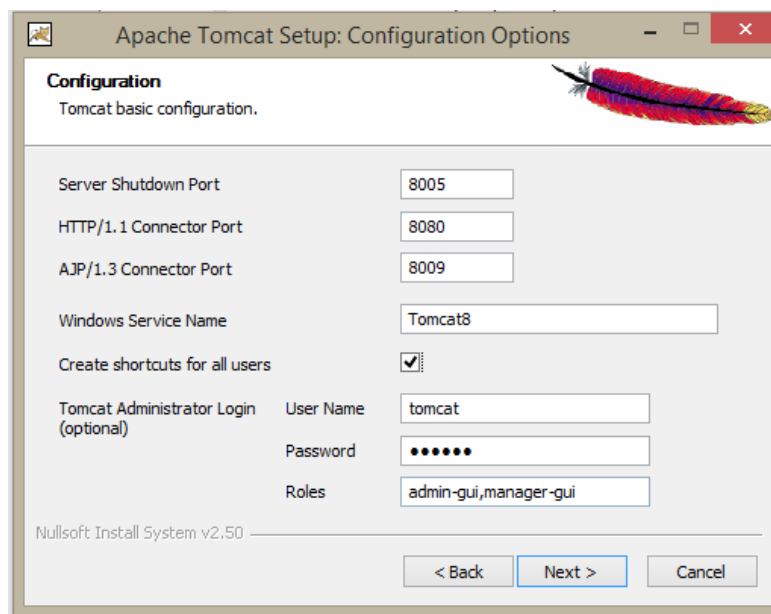 Apache Tomcat Setup: Configuration Options
Configuration
Tomcat basic configuration.
Server Shutdown Port 8005
HTTP/1.1 Connector Port 8080
AJP/1.3 Connector Port 8009
Windows Service Name Tomcat8
Create shortcuts for all users
Tomcat Administrator Login User Name tomcat
(optional)
Password ••••••
Roles admin-gui,manager-gui
Nullsoft Install System v2.50
< Back Next > Cancel